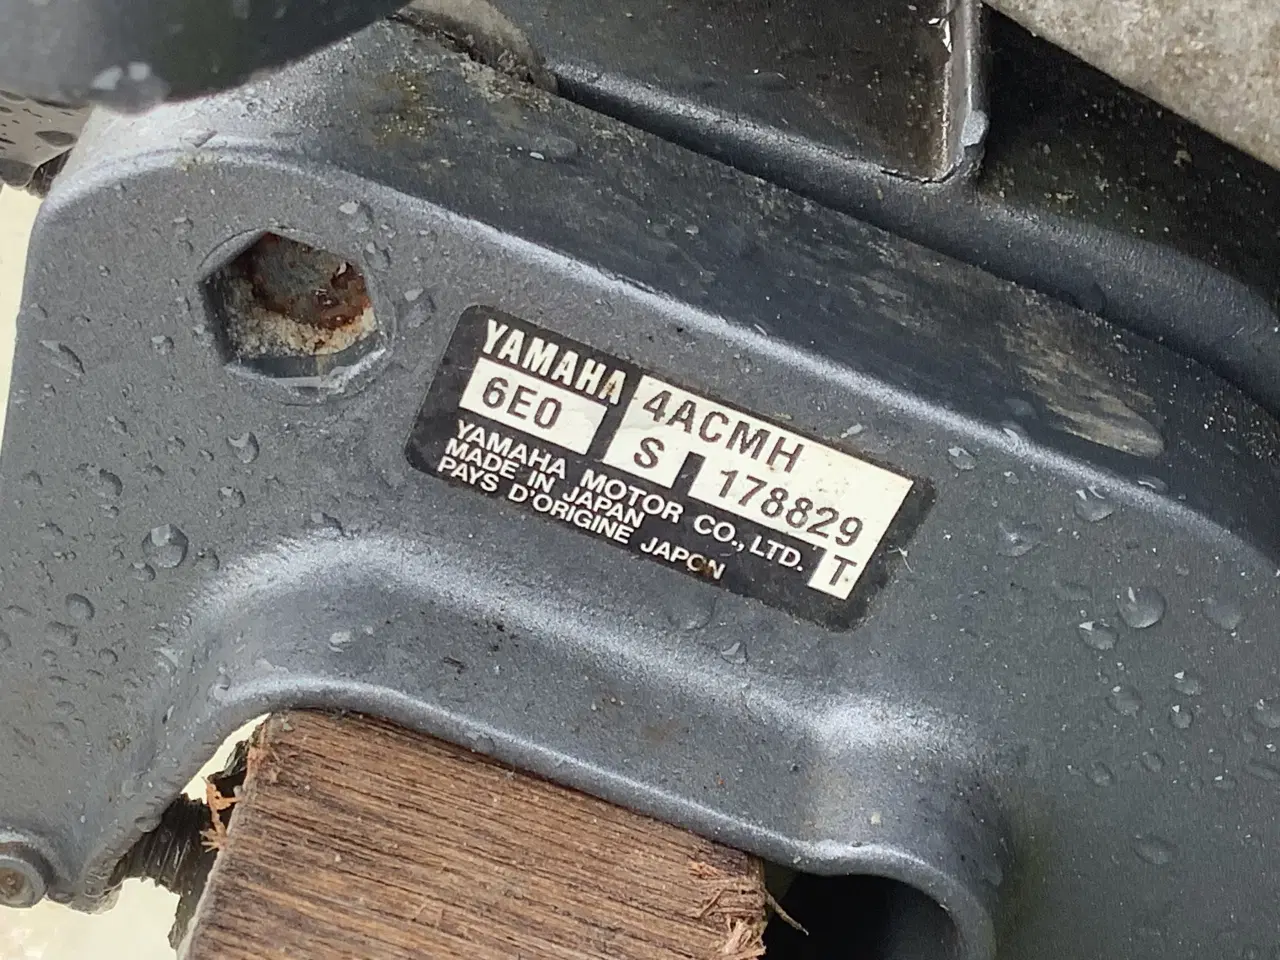 YAMAHA 4ACMH
6E0 S 178829
YAMAHA MOTOR CO., LTD.
MADE IN JAPAN
PAYS D'ORIGINE JAPON
T